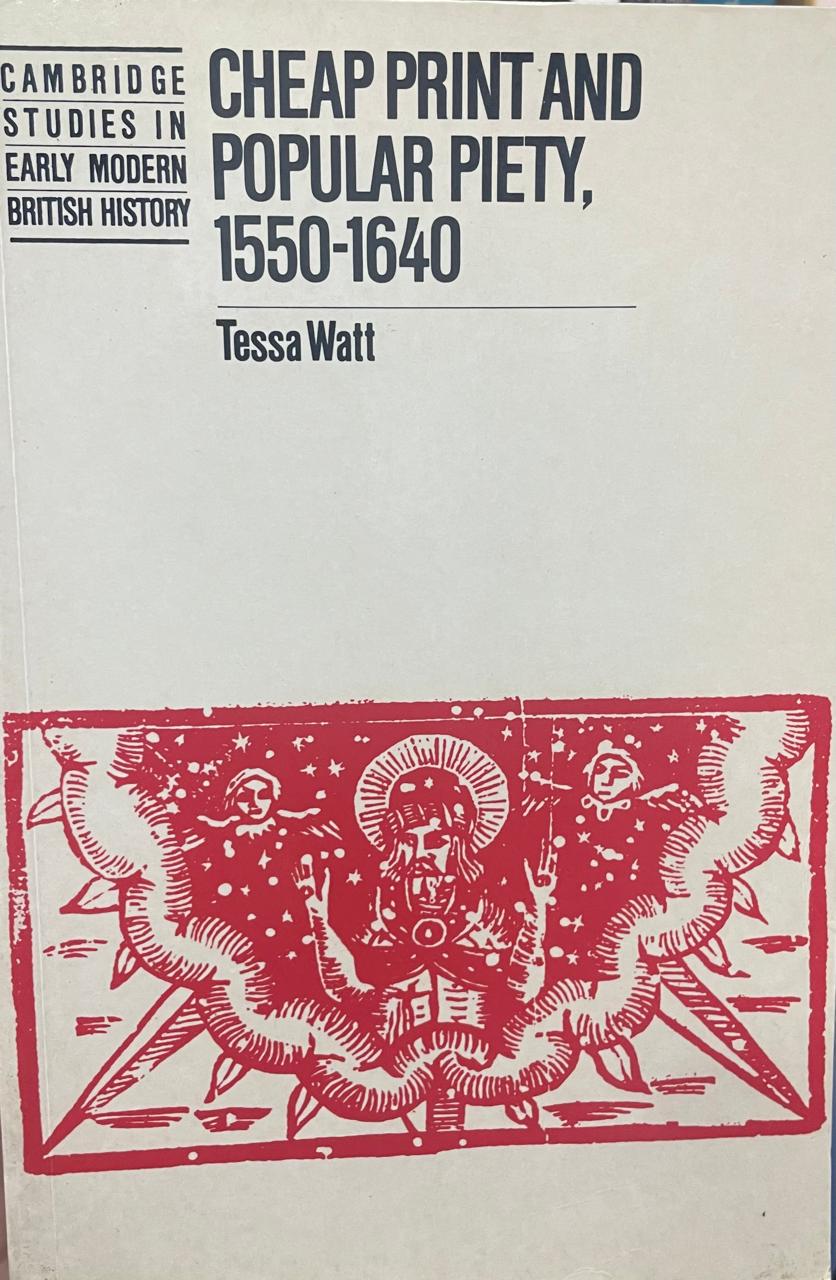 CAMBRIDGE
STUDIES IN
EARLY MODERN
BRITISH HISTORY
CHEAP PRINT AND
POPULAR PIETY,
1550-1640
Tessa Watt